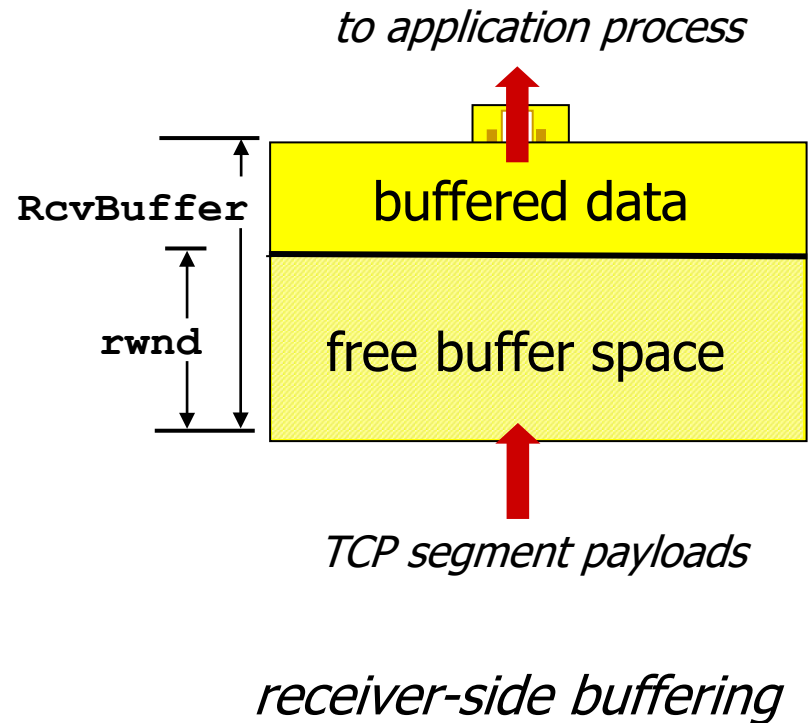 to application process
RcvBuffer
buffered data
rwnd
free buffer space
TCP segment payloads
receiver-side buffering